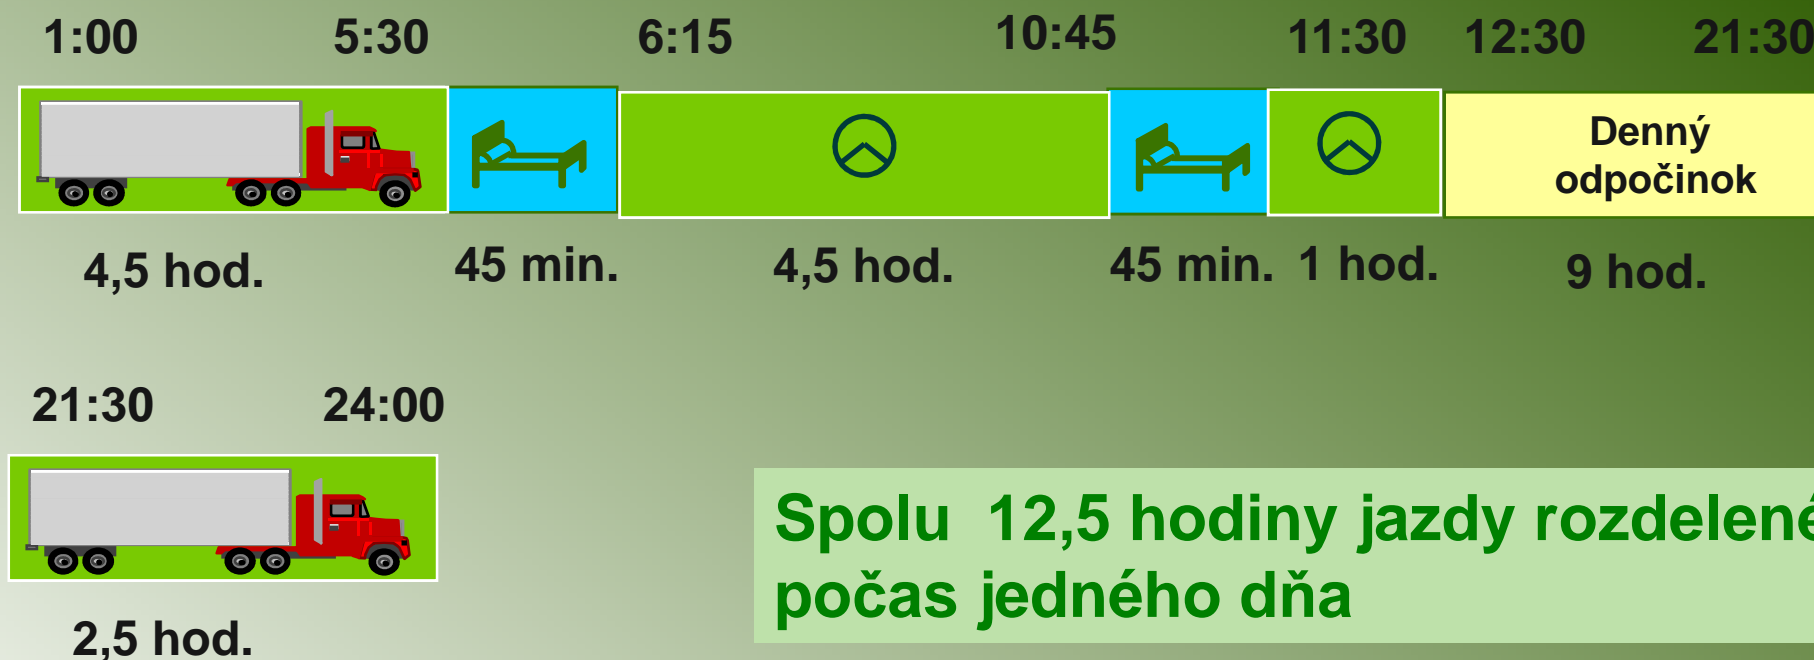 1:00 5:30 6:15 10:45 11:30 12:30 21:30
Denný
odpočinok
4,5 hod. 45 min. 4,5 hod. 45 min. 1 hod. 9 hod.
21:30 24:00
Spolu 12,5 hodiny jazdy rozdelené
počas jedného dňa
2,5 hod.